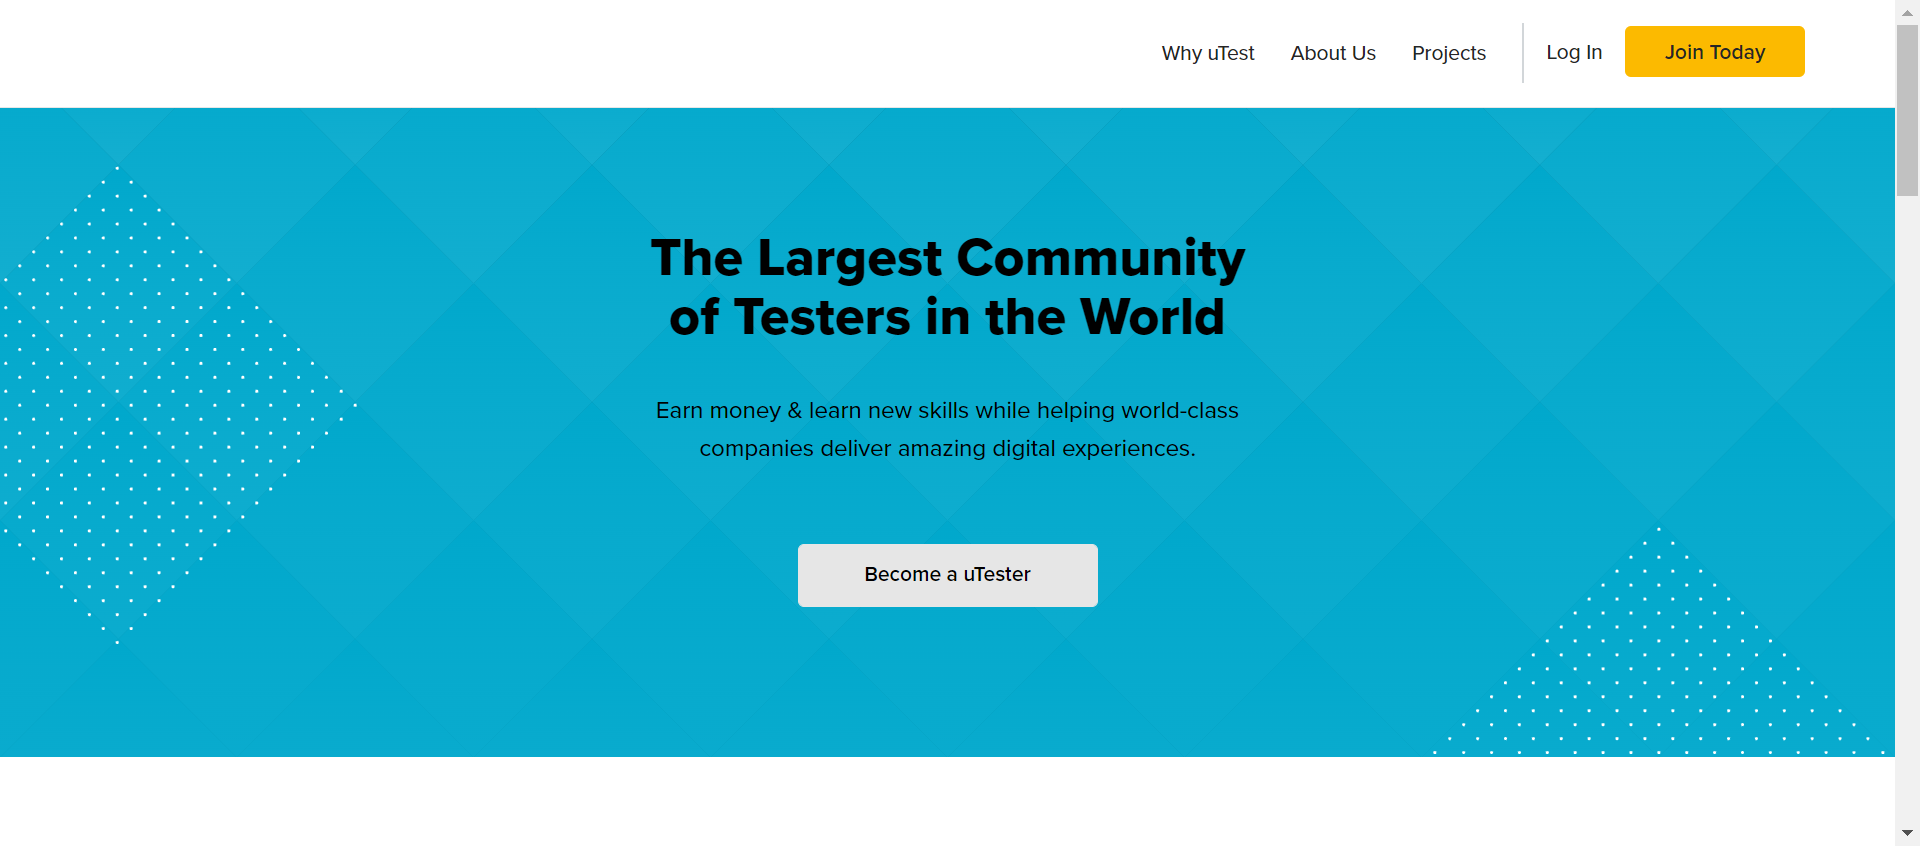 Why uTest
About Us
Projects
Log In
Join Today
The Largest Community
of Testers in the World
Earn money & learn new skills while helping world-class
companies deliver amazing digital experiences.
Become a uTester